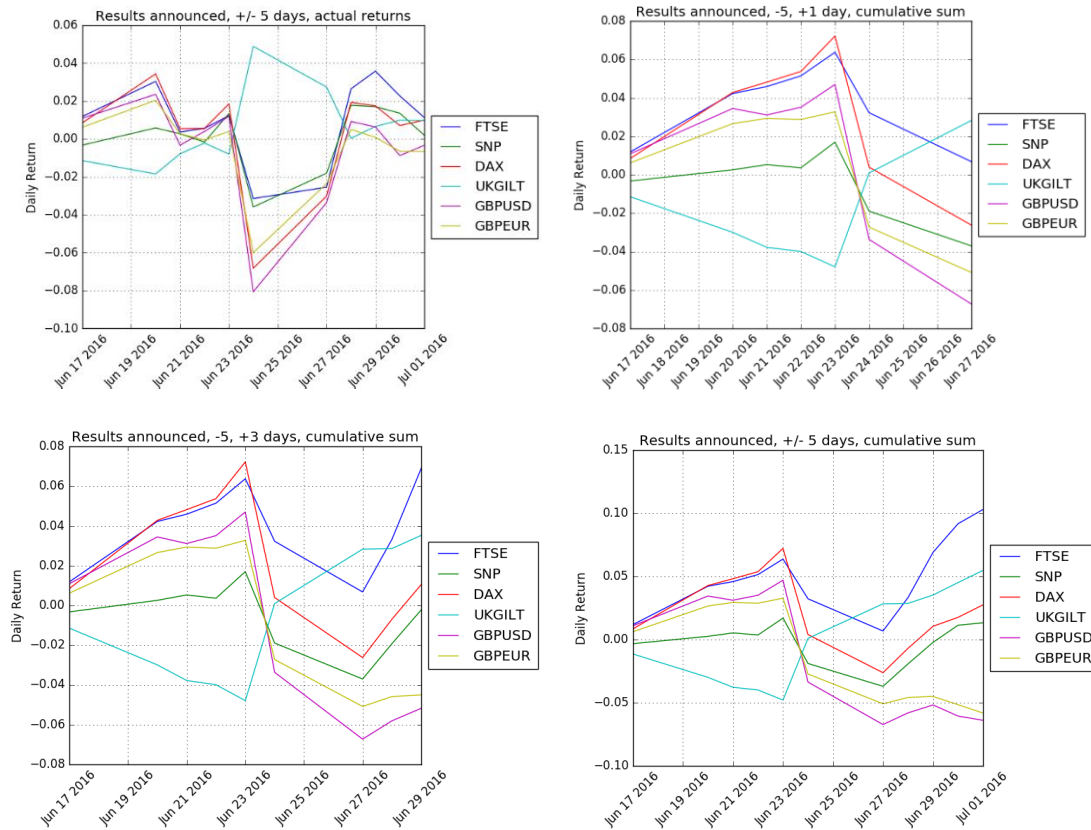 Results announced, +/- 5 days, actual returns
0.06
0.04
0.02
0.00
−0.02
−0.04
−0.06
−0.08
−0.10
Daily Return
Jun 17 2016
Jun 19 2016
Jun 21 2016
Jun 23 2016
Jun 25 2016
Jun 27 2016
Jun 29 2016
Jul 01 2016
FTSE
SNP
DAX
UKGILT
GBPUSD
GBPEUR
Results announced, -5, +1 day, cumulative sum
0.08
0.06
0.04
0.02
0.00
−0.02
−0.04
−0.06
−0.08
Daily Return
Jun 17 2016
Jun 18 2016
Jun 19 2016
Jun 20 2016
Jun 21 2016
Jun 22 2016
Jun 23 2016
Jun 24 2016
Jun 25 2016
Jun 26 2016
Jun 27 2016
FTSE
SNP
DAX
UKGILT
GBPUSD
GBPEUR
Results announced, -5, +3 days, cumulative sum
0.08
0.06
0.04
0.02
0.00
−0.02
−0.04
−0.06
−0.08
Daily Return
Jun 17 2016
Jun 19 2016
Jun 21 2016
Jun 23 2016
Jun 25 2016
Jun 27 2016
Jun 29 2016
FTSE
SNP
DAX
UKGILT
GBPUSD
GBPEUR
Results announced, +/- 5 days, cumulative sum
0.15
0.10
0.05
0.00
−0.05
−0.10
Daily Return
Jun 17 2016
Jun 19 2016
Jun 21 2016
Jun 23 2016
Jun 25 2016
Jun 27 2016
Jun 29 2016
Jul 01 2016
FTSE
SNP
DAX
UKGILT
GBPUSD
GBPEUR